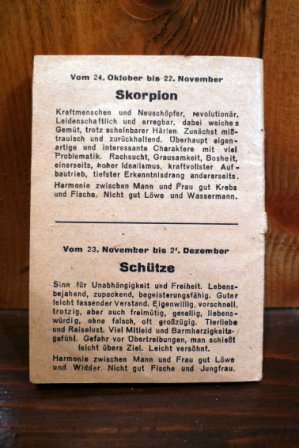 Vom 24. Oktober bis 22. November
Skorpion
Kraftmenschen und Neuschöpfer, revolutionär.
Leidenschaftlich und erregbar, dabei weiches
Gemüt, trotz scheinbarer Härten. Zunächst miß-
trauisch und zurückhaltend. Überhaupt eigen-
artige und interessante Charaktere mit viel
Problematik. Rachsucht, Grausamkeit, Bosheit,
einerseits, hoher Idealismus, kraftvollster Auf-
bautrieb, tiefster Erkenntnisdrang andererseits.
Harmonie zwischen Mann und Frau gut Krebs
und Fische. Nicht gut Löwe und Wassermann.
Vom 23. November bis 21. Dezember
Schütze
Sinn für Unabhängigkeit und Freiheit. Lebens-
bejahend, zupackend, begeisterungsfähig. Guter
leicht fassender Verstand. Eigenwillig, vorschnell,
trotzig, aber auch freimütig, gesellig, liebens-
würdig, ohne falsch, oft großzügig. Tierliebe
und Reiselust. Viel Mitleid und Barmherzigkeits-
gefühl. Gefahr vor Übertreibungen, man schießt
leicht übers Ziel. Leicht versöhnt.
Harmonie zwischen Mann und Frau gut Löwe
und Widder. Nicht gut Fische und Jungfrau.